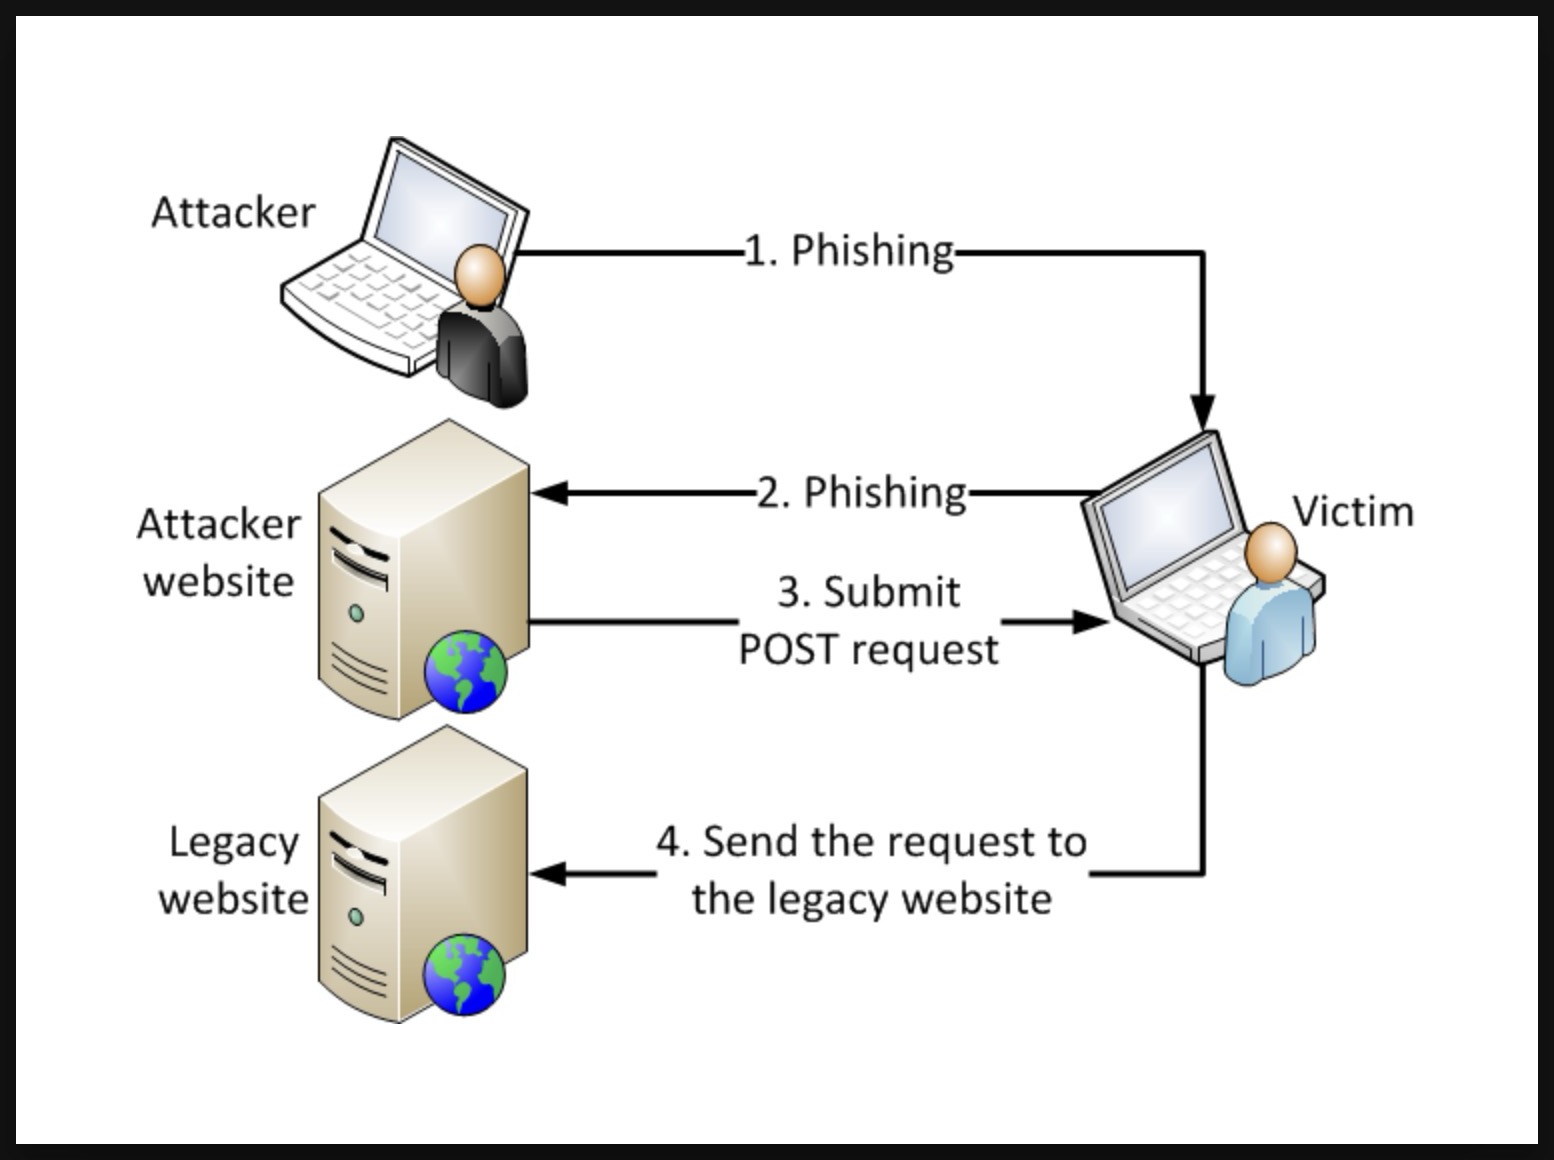 Attacker
1. Phishing
2. Phishing
Victim
Attacker
website
3. Submit
POST request
Legacy
website
4. Send the request to
the legacy website